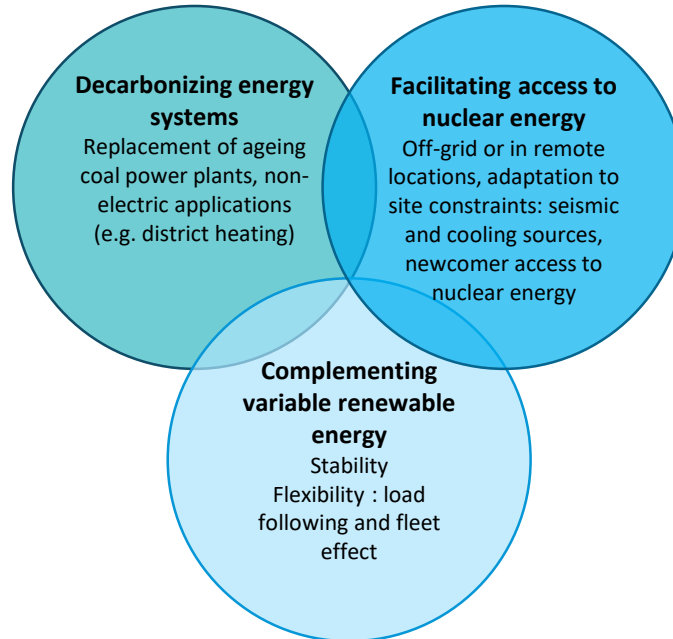 Decarbonizing energy
systems
Replacement of ageing
coal power plants, non-
electric applications
(e.g. district heating)
Facilitating access to
nuclear energy
Off-grid or in remote
locations, adaptation to
site constraints: seismic
and cooling sources,
newcomer access to
nuclear energy
Complementing
variable renewable
energy
Stability
Flexibility : load
following and fleet
effect